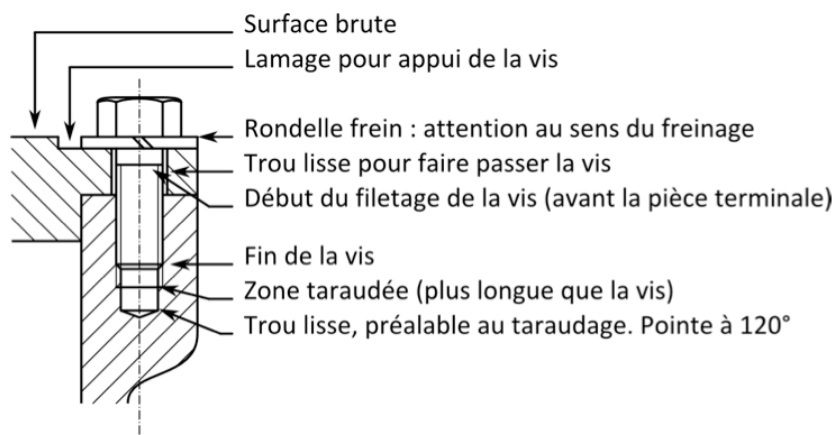 Surface brute
Lamage pour appui de la vis
Rondelle frein : attention au sens du freinage
Trou lisse pour faire passer la vis
Début du filetage de la vis (avant la pièce terminale)
Fin de la vis
Zone taraudée (plus longue que la vis)
Trou lisse, préalable au taraudage. Pointe à 120°